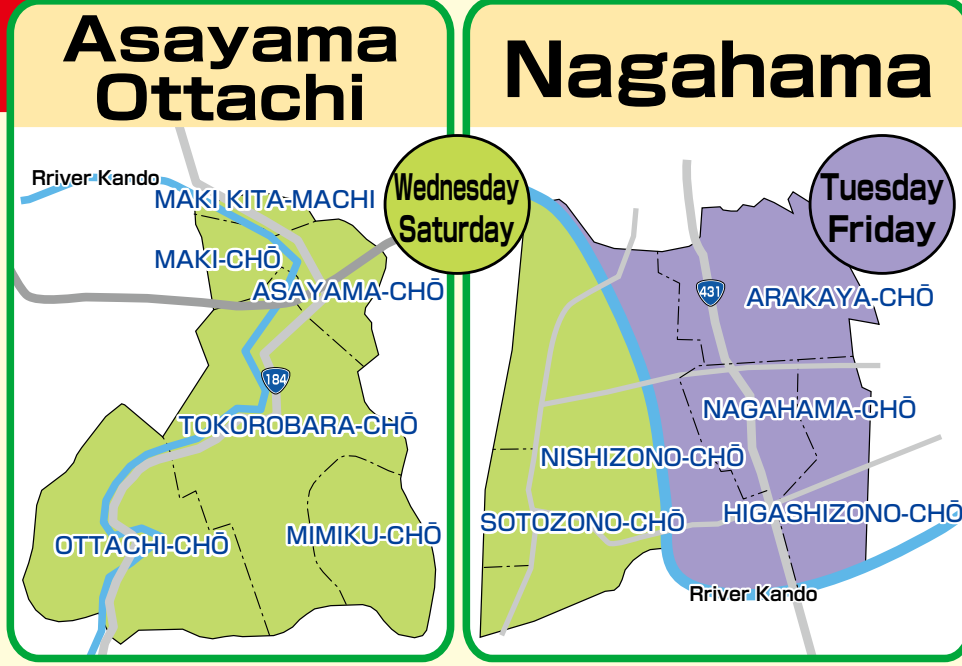 Asayama
Ottachi
Rriver Kando
MAKI KITA-MACHI
MAKI-CHŌ
ASAYAMA-CHŌ
184
TOKOROBARA-CHŌ
OTTACHI-CHŌ
MIMIKU-CHŌ
Wednesday
Saturday
Nagahama
Tuesday
Friday
431
ARAKAYA-CHŌ
NAGAHAMA-CHŌ
NISHIZONO-CHŌ
SOTOZONO-CHŌ
HIGASHIZONO-CHŌ
Rriver Kando